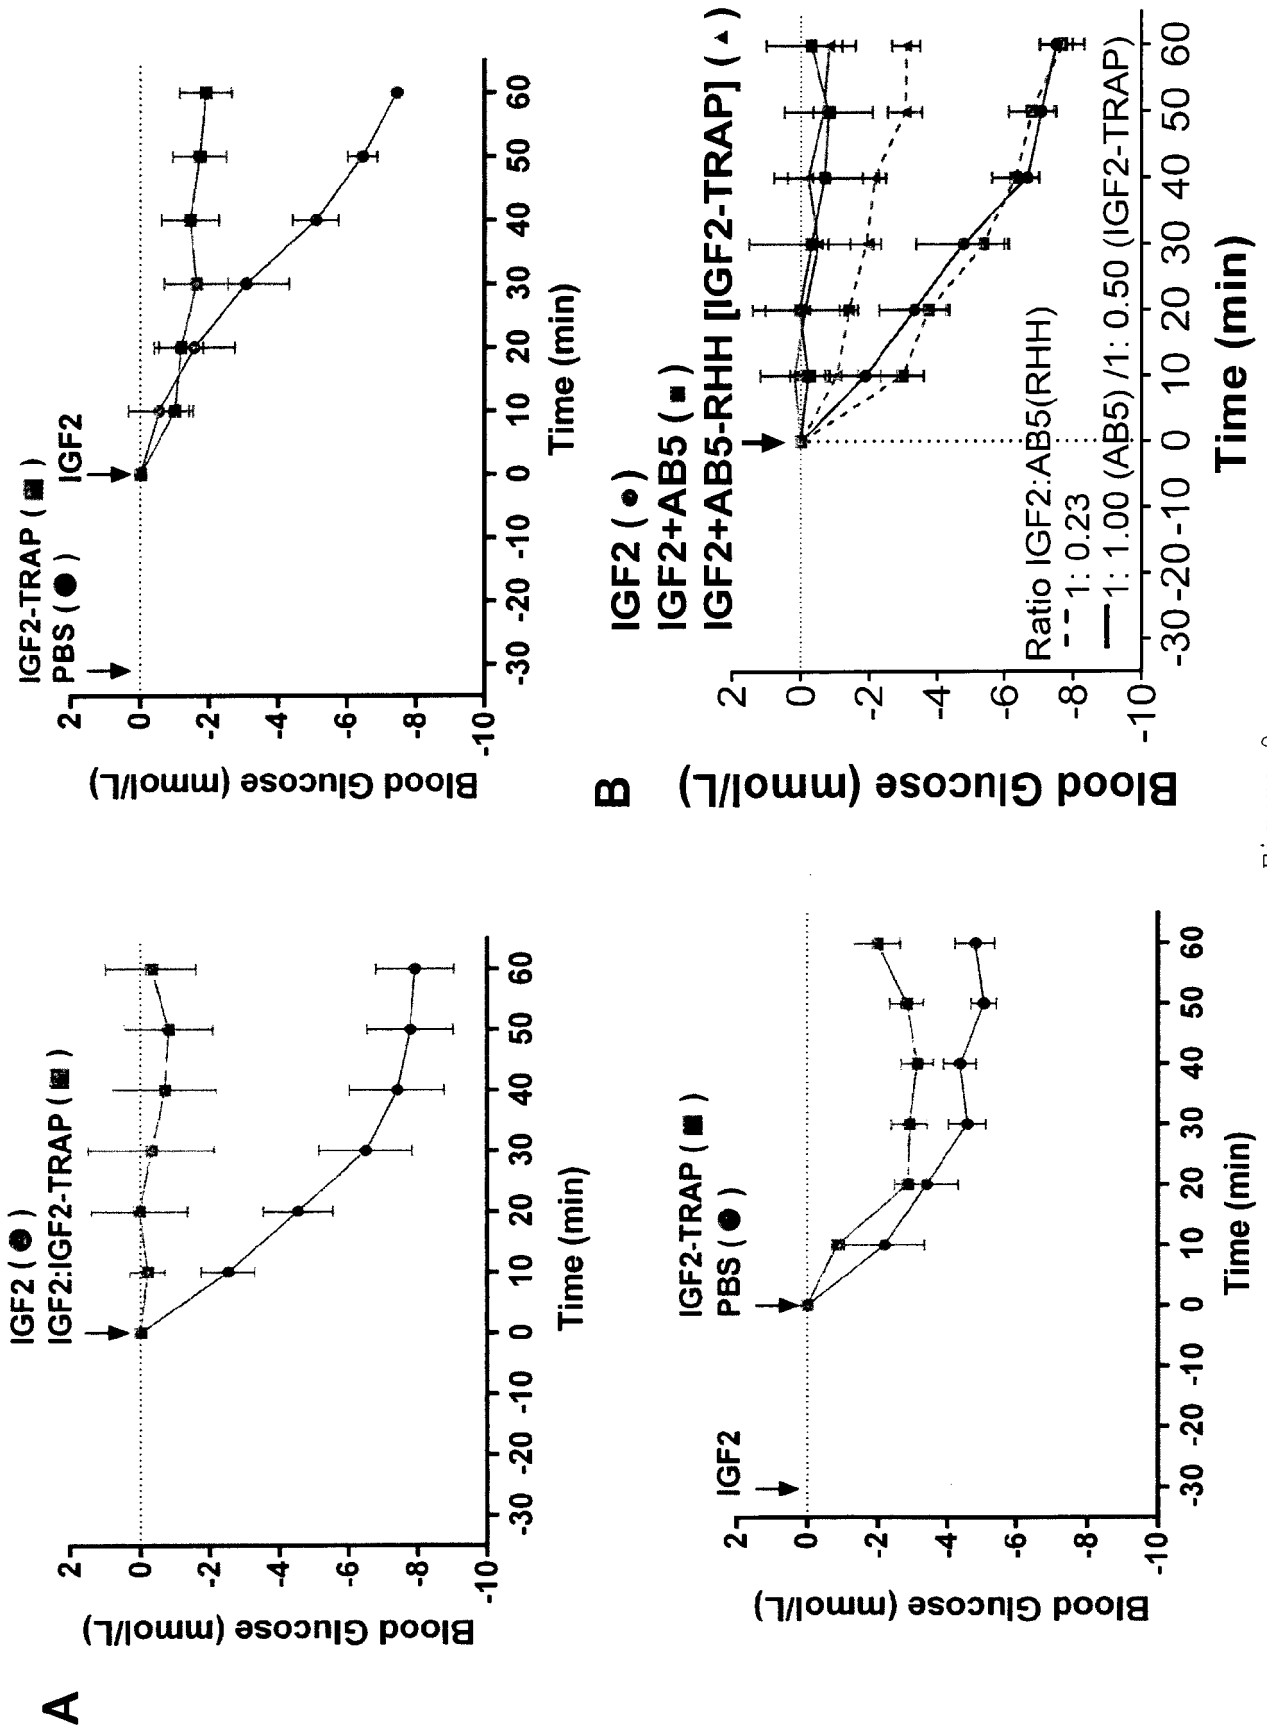 A
IGF2 (●)
IGF2:IGF2-TRAP (■)
2
0
-2
-4
-6
-8
-10
Blood Glucose (mmol/L)
-30 -20 -10 0 10 20 30 40 50 60
Time (min)
IGF2-TRAP (■)
PBS (●)
IGF2
2
0
-2
-4
-6
-8
-10
Blood Glucose (mmol/L)
-30 -20 -10 0 10 20 30 40 50 60
Time (min)
IGF2-TRAP (■)
PBS (●)
IGF2
2
0
-2
-4
-6
-8
-10
Blood Glucose (mmol/L)
-30 -20 -10 0 10 20 30 40 50 60
Time (min)
B
IGF2 (●)
IGF2+AB5 (■)
IGF2+AB5-RHH [IGF2-TRAP] (▲)
2
0
-2
-4
-6
-8
-10
Blood Glucose (mmol/L)
Ratio IGF2:AB5(RHH)
1: 0.23
1: 1.00 (AB5) /1: 0.50 (IGF2-TRAP)
-30 -20 -10 0 10 20 30 40 50 60
Time (min)